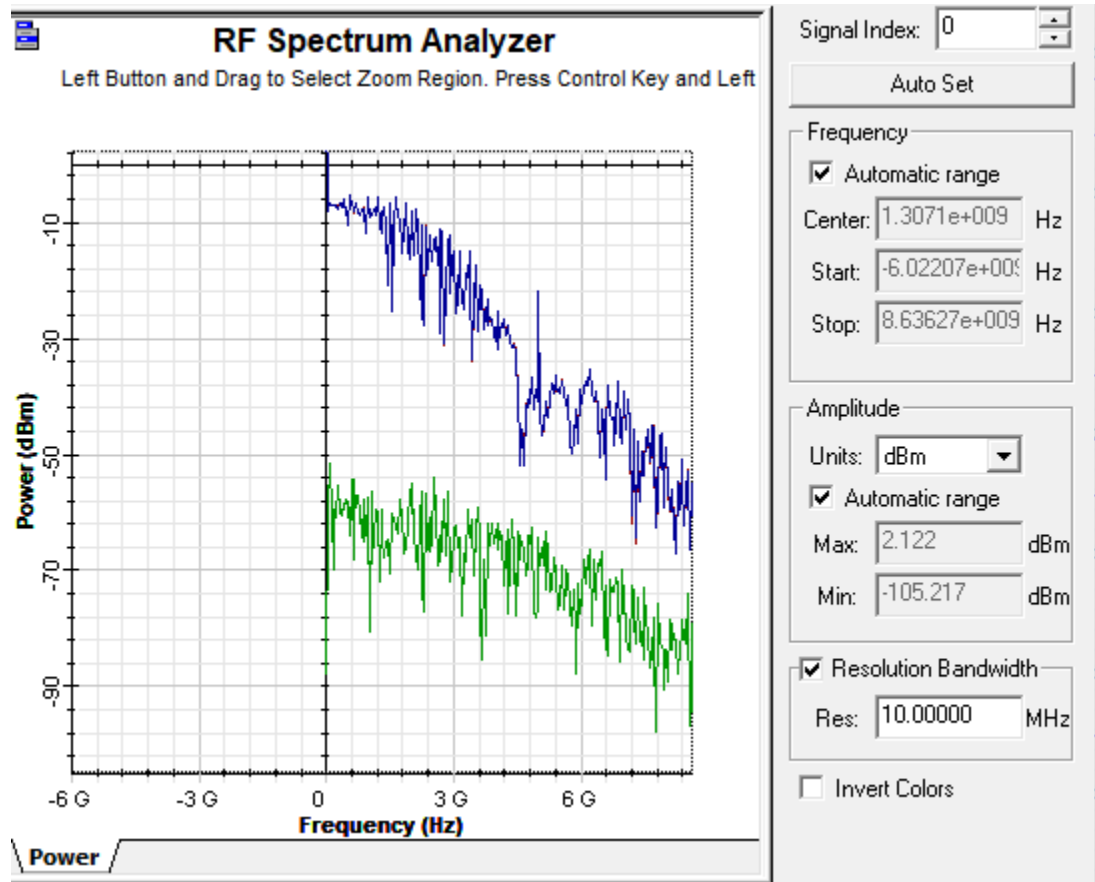 RF Spectrum Analyzer
Left Button and Drag to Select Zoom Region. Press Control Key and Left
-10
-30
-50
-70
-90
Power (dBm)
-6 G
-3 G
0
3 G
6 G
Frequency (Hz)
Power
Signal Index: 0
Auto Set
Frequency
Automatic range
Center: 1.3071e+009 Hz
Start: -6.02207e+009 Hz
Stop: 8.63627e+009 Hz
Amplitude
Units: dBm
Automatic range
Max: 2.122 dBm
Min: -105.217 dBm
Resolution Bandwidth
Res: 10.00000 MHz
Invert Colors